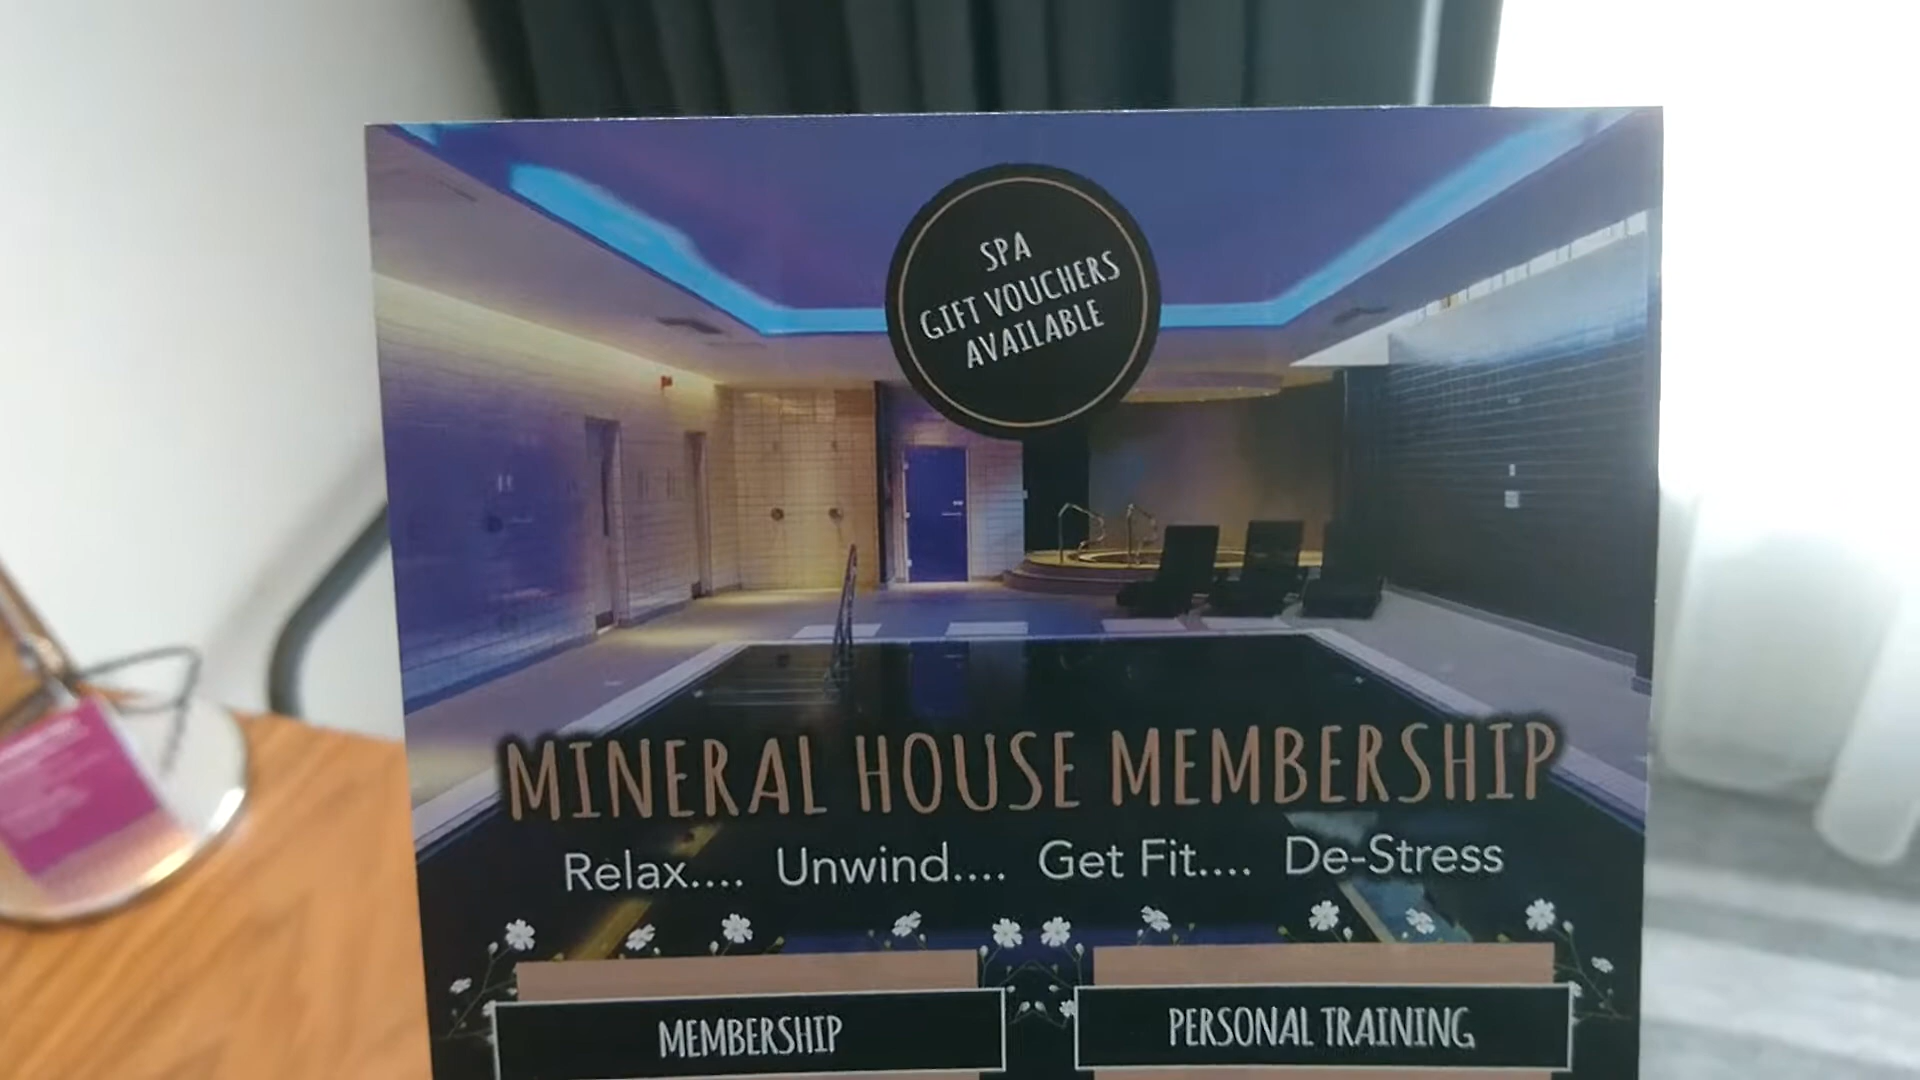 SPA
GIFT VOUCHERS
AVAILABLE
MINERAL HOUSE MEMBERSHIP
Relax.... Unwind.... Get Fit.... De-Stress
MEMBERSHIP
PERSONAL TRAINING